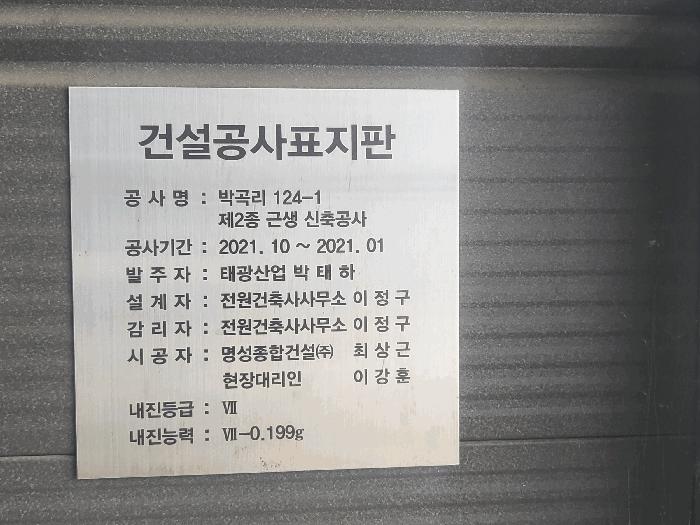 건설공사표지판
공 사 명 : 박곡리 124-1
제2종 근생 신축공사
공사기간 : 2021. 10 ~ 2021. 01
발 주 자 : 태광산업 박 태 하
설 계 자 : 전원건축사사무소 이 정 구
감 리 자 : 전원건축사사무소 이 정 구
시 공 자 : 명성종합건설㈜ 최 상 근
현장대리인 이 강 훈
내진등급 : Ⅶ
내진능력 : Ⅶ-0.199g